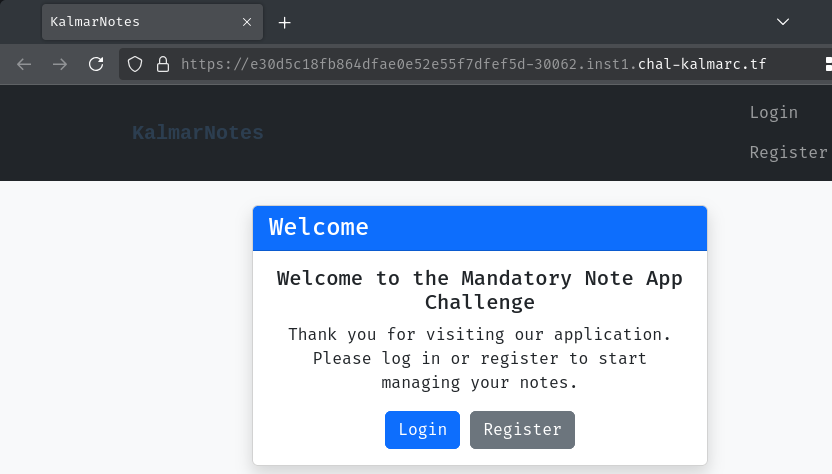 KalmarNotes
https://e30d5c18fb864dfae0e52e55f7dfef5d-30062.inst1.chal-kalmarc.tf
KalmarNotes
Login
Register
Welcome
Welcome to the Mandatory Note App
Challenge
Thank you for visiting our application.
Please log in or register to start
managing your notes.
Login Register